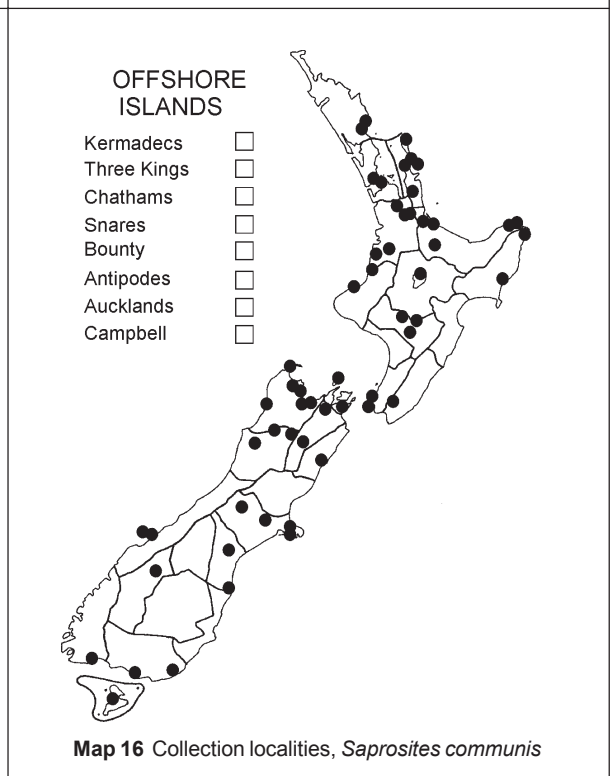 OFFSHORE
ISLANDS
Kermadecs
Three Kings
Chathams
Snares
Bounty
Antipodes
Aucklands
Campbell
Map 16 Collection localities, Saprosites communis